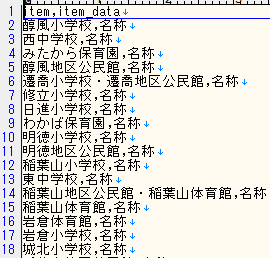 1 item,item_data↓
2 醇風小学校,名称↓
3 西中学校,名称↓
4 みたから保育園,名称↓
5 醇風地区公民館,名称↓
6 遷喬小学校・遷喬地区公民館,名称↓
7 修立小学校,名称↓
8 日進小学校,名称↓
9 わかば保育園,名称↓
10 明徳小学校,名称↓
11 明徳地区公民館,名称↓
12 稲葉山小学校,名称↓
13 東中学校,名称↓
14 稲葉山地区公民館・稲葉山体育館,名称
15 稲葉山体育館,名称↓
16 岩倉体育館,名称↓
17 岩倉小学校,名称↓
18 城北小学校,名称↓